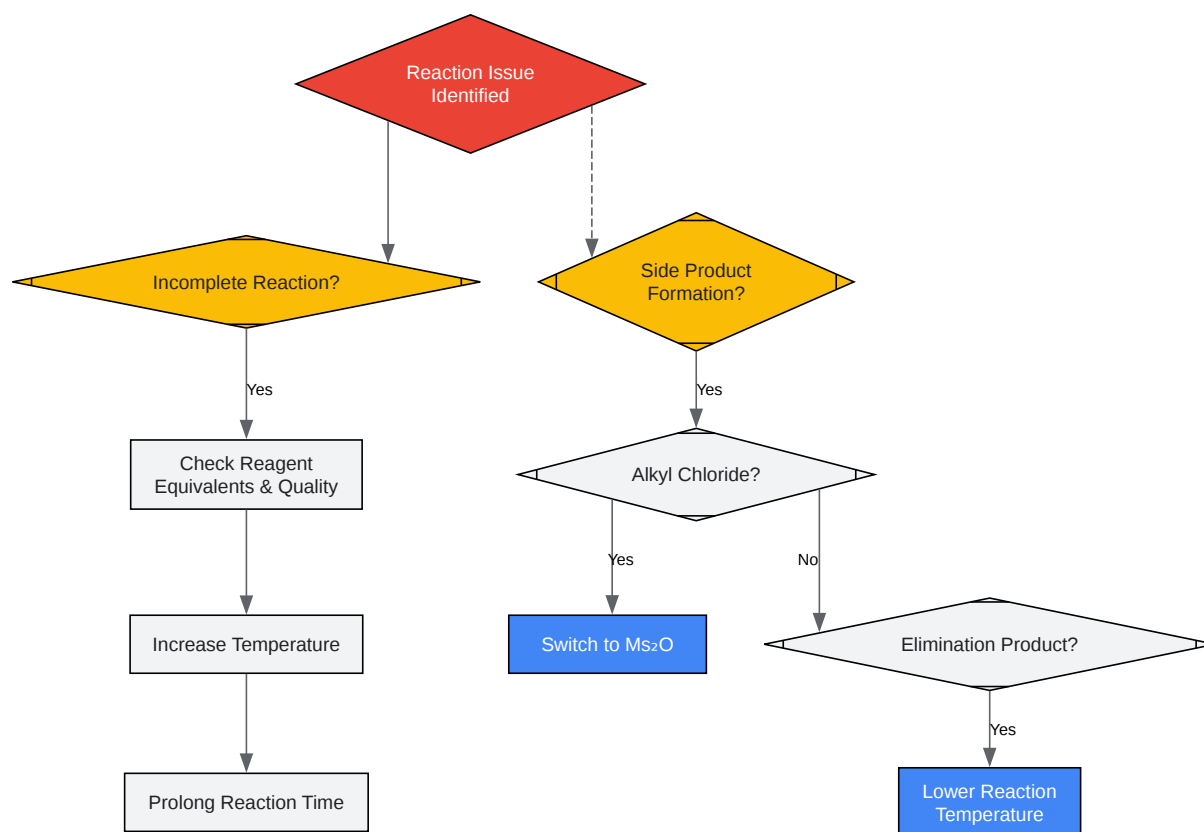 Reaction Issue
Identified
Incomplete Reaction?
Side Product
Formation?
Yes
Yes
Check Reagent
Equivalents & Quality
Alkyl Chloride?
Yes
No
Increase Temperature
Switch to Ms₂O
Elimination Product?
Yes
Prolong Reaction Time
Lower Reaction
Temperature